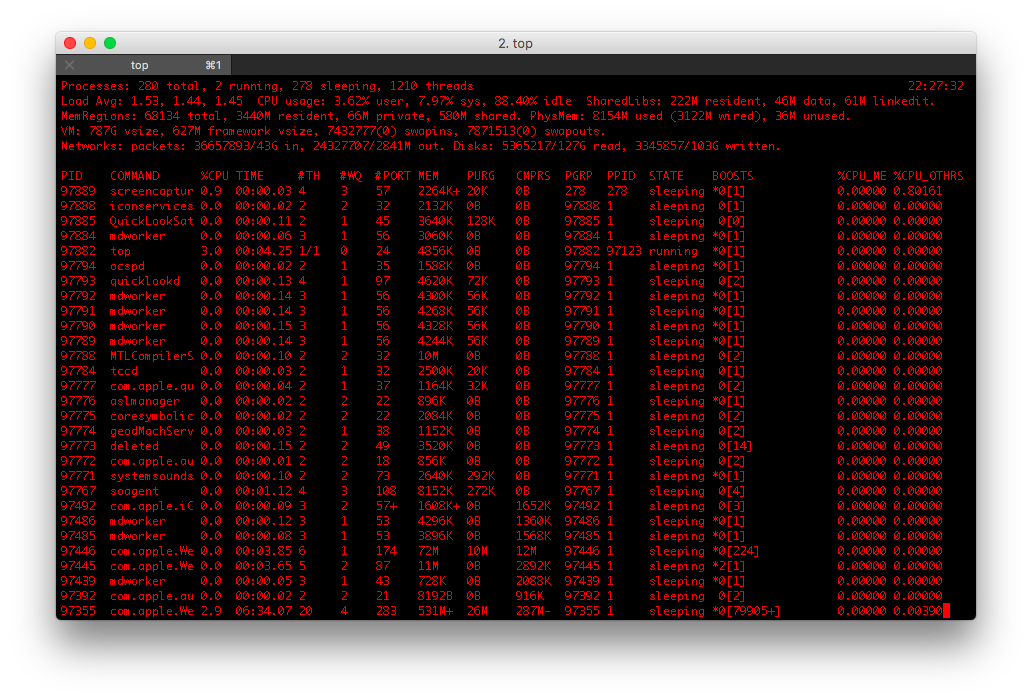 2. top
top ⌘1
Processes: 280 total, 2 running, 278 sleeping, 1210 threads 22:27:32
Load Avg: 1.53, 1.44, 1.45 CPU usage: 3.62% user, 7.97% sys, 88.40% idle SharedLibs: 222M resident, 46M data, 61M linkedit.
MemRegions: 68134 total, 3440M resident, 66M private, 580M shared. PhysMem: 8154M used (3122M wired), 36M unused.
VM: 787G vsize, 627M framework vsize, 7432777(0) swapins, 7871513(0) swapouts.
Networks: packets: 36657893/43G in, 24327707/2841M out. Disks: 5365217/127G read, 3345857/103G written.
PID COMMAND %CPU TIME #TH #WQ #PORT MEM PURG CMPRS PGRP PPID STATE BOOSTS %CPU_ME %CPU_OTHRS
97889 screencaptur 0.9 00:00.03 4 3 57 2264K+ 20K 0B 278 278 sleeping *0[1] 0.00000 0.80161
97888 iconservices 0.0 00:00.02 2 2 32 2132K 0B 0B 97888 1 sleeping 0[1] 0.00000 0.00000
97885 QuickLookSat 0.0 00:00.11 2 1 45 3640K 128K 0B 97885 1 sleeping 0[0] 0.00000 0.00000
97884 mdworker 0.0 00:00.06 3 1 56 3060K 0B 0B 97884 1 sleeping *0[1] 0.00000 0.00000
97882 top 3.0 00:04.25 1/1 0 24 4856K 0B 0B 97882 97123 running *0[1] 0.00000 0.00000
97794 ocspd 0.0 00:00.02 2 1 35 1588K 0B 0B 97794 1 sleeping *0[1] 0.00000 0.00000
97793 quicklookd 0.0 00:00.13 4 1 97 4620K 72K 0B 97793 1 sleeping 0[2] 0.00000 0.00000
97792 mdworker 0.0 00:00.14 3 1 56 4300K 56K 0B 97792 1 sleeping *0[1] 0.00000 0.00000
97791 mdworker 0.0 00:00.14 3 1 56 4268K 56K 0B 97791 1 sleeping *0[1] 0.00000 0.00000
97790 mdworker 0.0 00:00.15 3 1 56 4328K 56K 0B 97790 1 sleeping *0[1] 0.00000 0.00000
97789 mdworker 0.0 00:00.14 3 1 56 4244K 56K 0B 97789 1 sleeping *0[1] 0.00000 0.00000
97788 MTLCompilerS 0.0 00:00.10 2 2 32 10M 0B 0B 97788 1 sleeping 0[2] 0.00000 0.00000
97784 tccd 0.0 00:00.03 2 1 32 2500K 20K 0B 97784 1 sleeping 0[1] 0.00000 0.00000
97777 com.apple.qu 0.0 00:00.04 2 1 37 1164K 32K 0B 97777 1 sleeping 0[2] 0.00000 0.00000
97776 aslmanager 0.0 00:00.02 2 2 22 896K 0B 0B 97776 1 sleeping *0[1] 0.00000 0.00000
97775 coresymbolic 0.0 00:00.02 2 2 22 2084K 0B 0B 97775 1 sleeping 0[2] 0.00000 0.00000
97774 geodMachServ 0.0 00:00.03 2 1 38 1152K 0B 0B 97774 1 sleeping 0[2] 0.00000 0.00000
97773 deleted 0.0 00:00.15 2 2 49 3520K 0B 0B 97773 1 sleeping 0[14] 0.00000 0.00000
97772 com.apple.au 0.0 00:00.01 2 2 18 856K 0B 0B 97772 1 sleeping 0[2] 0.00000 0.00000
97771 systemsounds 0.0 00:00.10 2 2 73 2640K 292K 0B 97771 1 sleeping *0[1] 0.00000 0.00000
97767 soagent 0.0 00:01.12 4 3 108 8152K 272K 0B 97767 1 sleeping 0[4] 0.00000 0.00000
97492 com.apple.iC 0.0 00:00.09 3 2 57+ 1608K+ 0B 1652K 97492 1 sleeping 0[3] 0.00000 0.00000
97486 mdworker 0.0 00:00.12 3 1 53 4296K 0B 1360K 97486 1 sleeping *0[1] 0.00000 0.00000
97485 mdworker 0.0 00:00.08 3 1 53 3896K 0B 1568K 97485 1 sleeping *0[1] 0.00000 0.00000
97446 com.apple.We 0.0 00:03.85 6 1 174 72M 10M 12M 97446 1 sleeping *0[224] 0.00000 0.00000
97445 com.apple.We 0.0 00:03.65 5 2 87 11M 0B 2892K 97445 1 sleeping *2[1] 0.00000 0.00000
97439 mdworker 0.0 00:00.05 3 1 43 728K 0B 2088K 97439 1 sleeping *0[1] 0.00000 0.00000
97392 com.apple.au 0.0 00:00.02 2 2 21 8192B 0B 916K 97392 1 sleeping 0[2] 0.00000 0.00000
97355 com.apple.We 2.9 06:34.07 20 4 283 531M+ 26M 287M- 97355 1 sleeping *0[79905+] 0.00000 0.00390